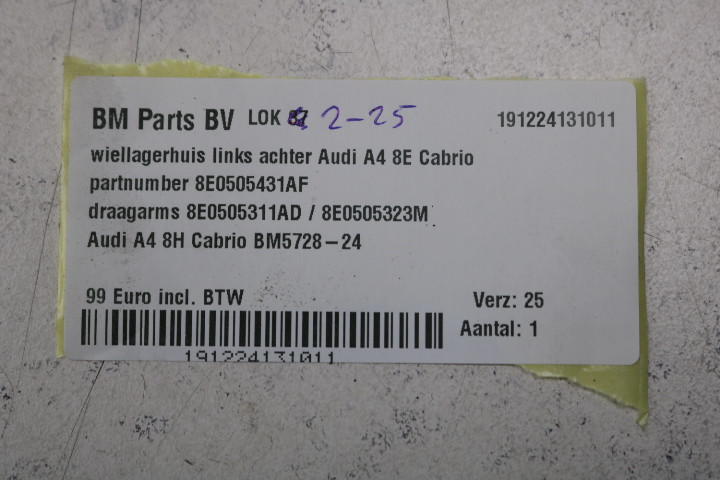 BM Parts BV LOK 2-25 191224131011
wiellagerhuis links achter Audi A4 8E Cabrio
partnumber 8E0505431AF
draagarms 8E0505311AD / 8E0505323M
Audi A4 8H Cabrio BM5728-24
99 Euro incl. BTW Verz: 25
Aantal: 1
191224131011